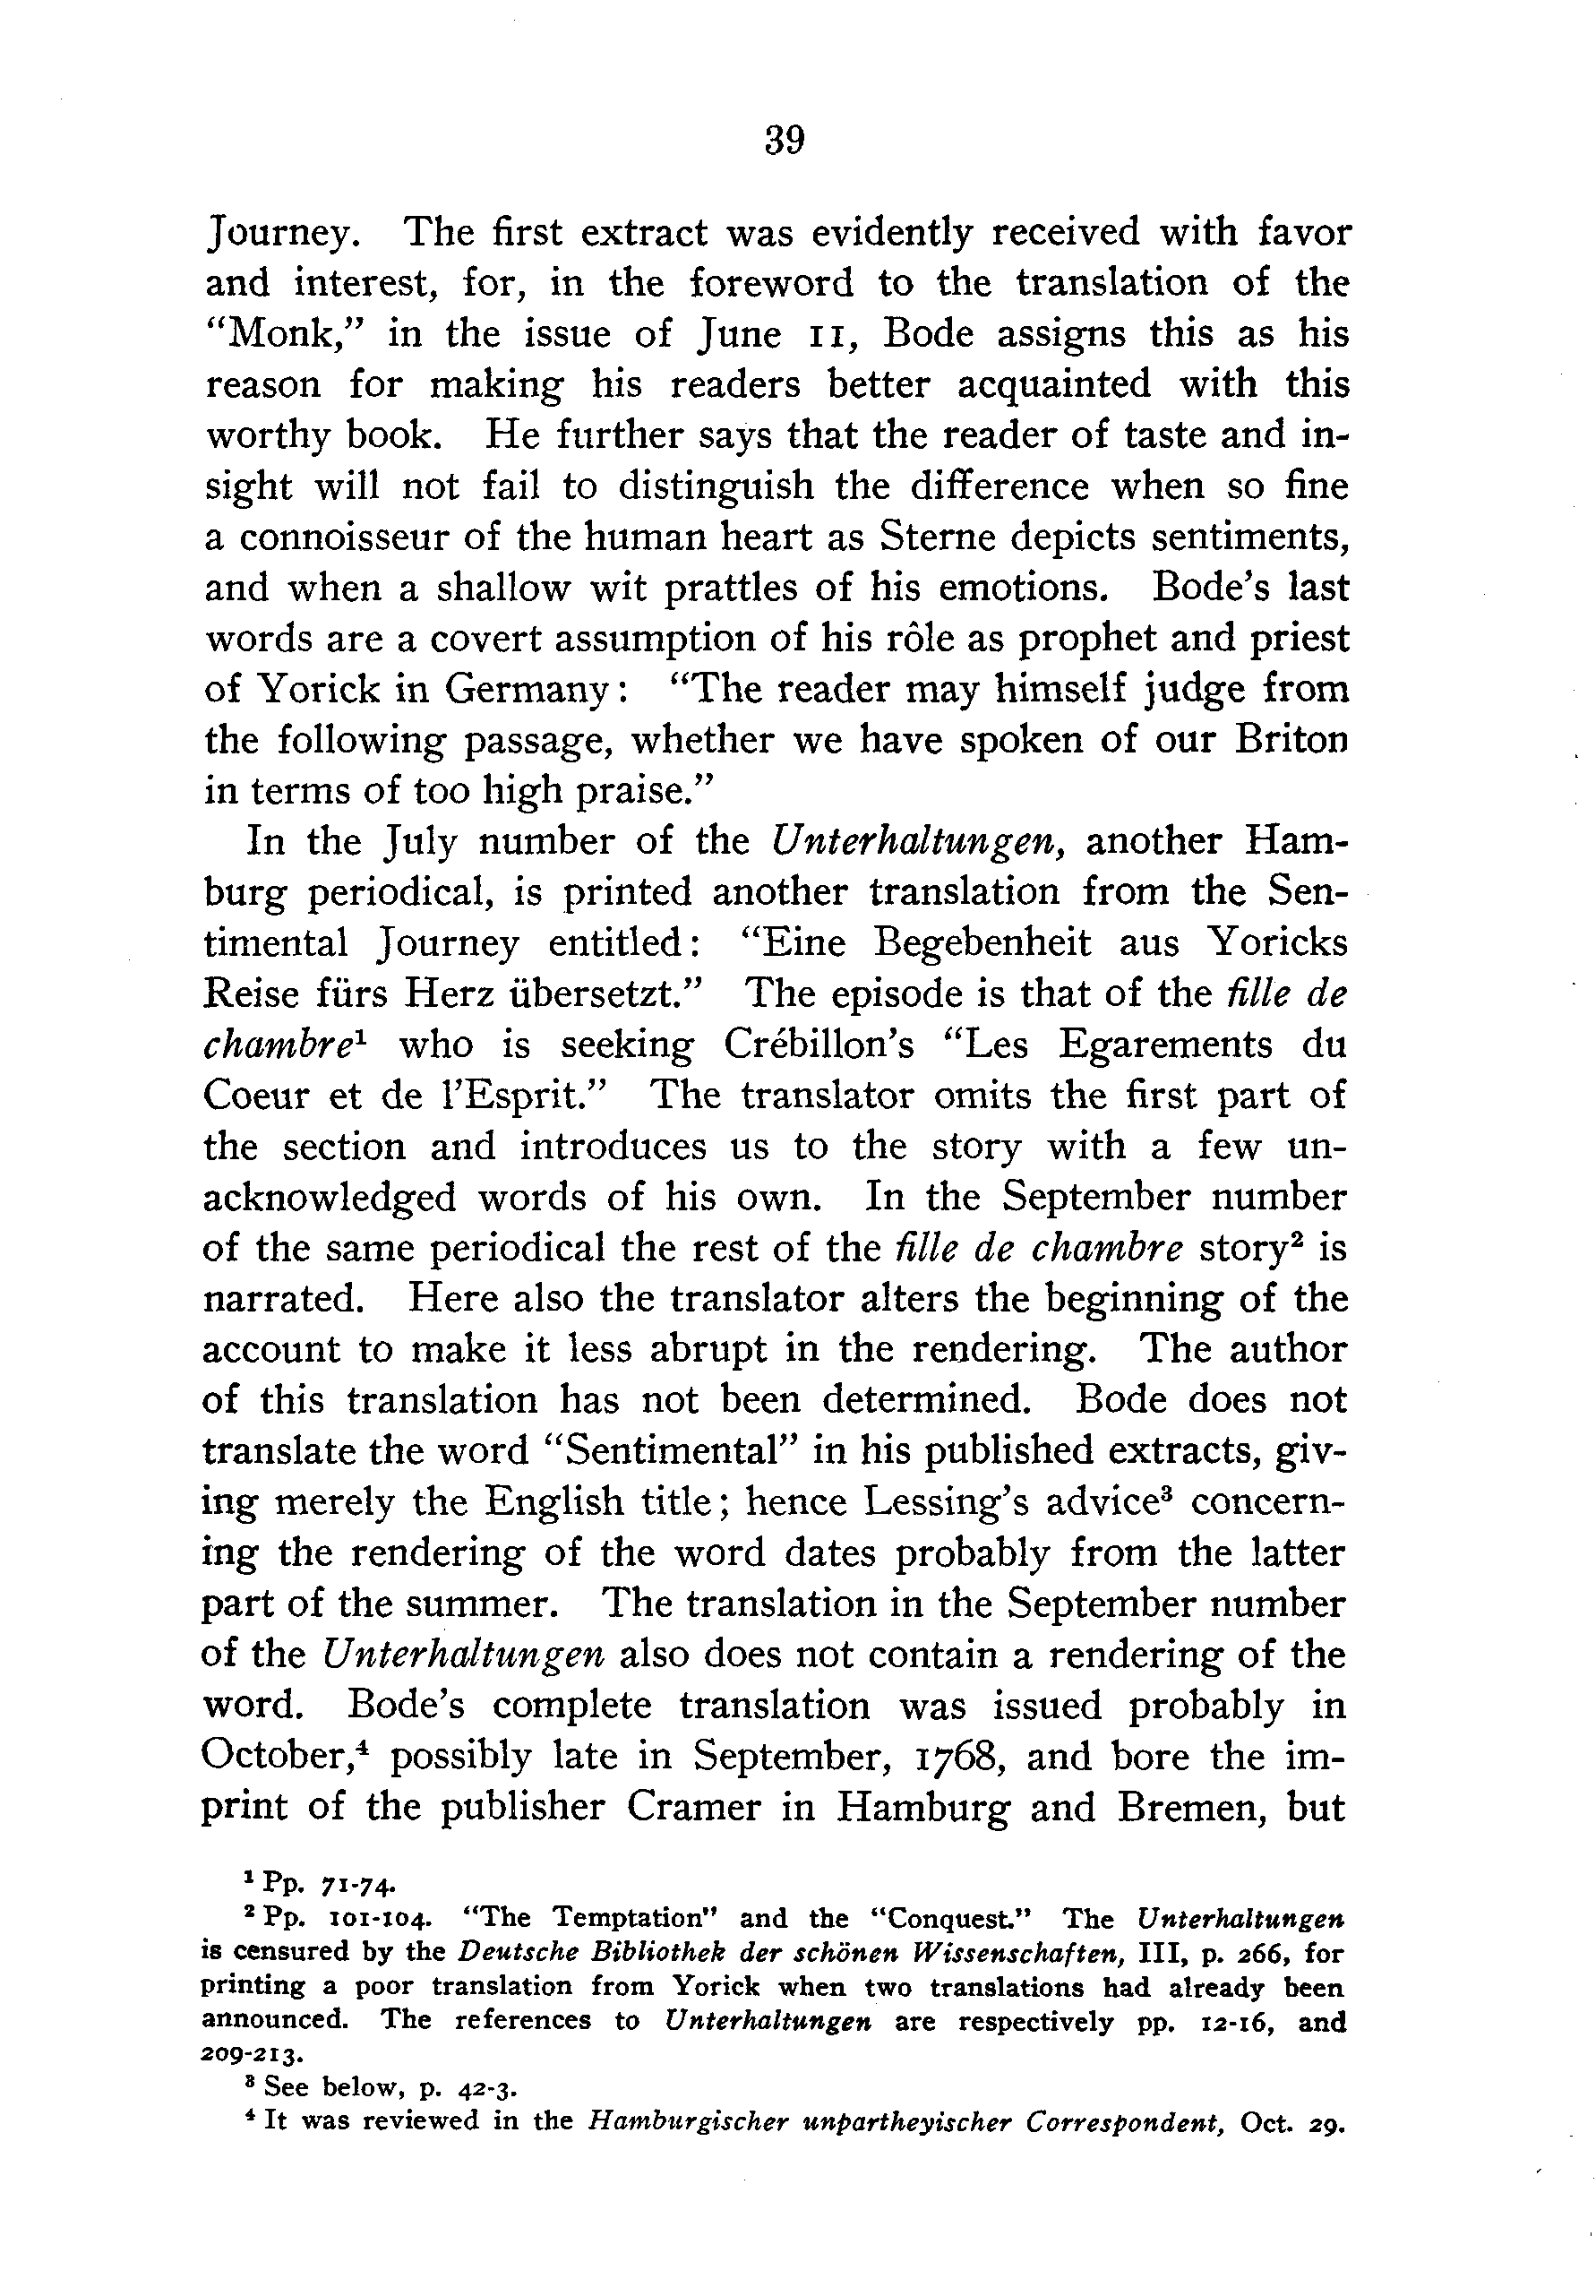 39
Journey. The first extract was evidently received with favor
and interest, for, in the foreword to the translation of the
“Monk,” in the issue of June 11, Bode assigns this as his
reason for making his readers better acquainted with this
worthy book. He further says that the reader of taste and in-
sight will not fail to distinguish the difference when so fine
a connoisseur of the human heart as Sterne depicts sentiments,
and when a shallow wit prattles of his emotions. Bode’s last
words are a covert assumption of his rôle as prophet and priest
of Yorick in Germany: “The reader may himself judge from
the following passage, whether we have spoken of our Briton
in terms of too high praise.”
In the July number of the Unterhaltungen, another Ham-
burg periodical, is printed another translation from the Sen-
timental Journey entitled: “Eine Begebenheit aus Yoricks
Reise fürs Herz übersetzt.” The episode is that of the fille de
chambre¹ who is seeking Crébillon’s “Les Egarements du
Coeur et de l’Esprit.” The translator omits the first part of
the section and introduces us to the story with a few un-
acknowledged words of his own. In the September number
of the same periodical the rest of the fille de chambre story² is
narrated. Here also the translator alters the beginning of the
account to make it less abrupt in the rendering. The author
of this translation has not been determined. Bode does not
translate the word “Sentimental” in his published extracts, giv-
ing merely the English title; hence Lessing’s advice³ concern-
ing the rendering of the word dates probably from the latter
part of the summer. The translation in the September number
of the Unterhaltungen also does not contain a rendering of the
word. Bode’s complete translation was issued probably in
October,⁴ possibly late in September, 1768, and bore the im-
print of the publisher Cramer in Hamburg and Bremen, but
¹ Pp. 71-74.
² Pp. 101-104. “The Temptation” and the “Conquest.” The Unterhaltungen
is censured by the Deutsche Bibliothek der schönen Wissenschaften, III, p. 266, for
printing a poor translation from Yorick when two translations had already been
announced. The references to Unterhaltungen are respectively pp. 12-16, and
209-213.
³ See below, p. 42-3.
⁴ It was reviewed in the Hamburgischer unpartheyischer Correspondent, Oct. 29.